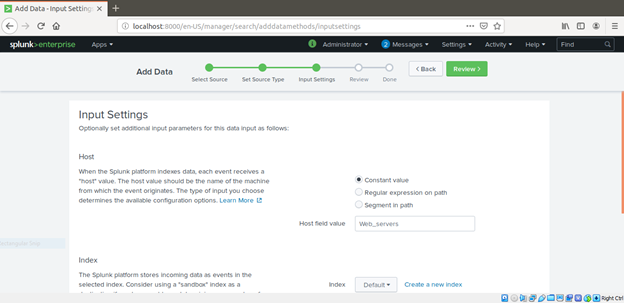 Add Data - Input Settings
localhost:8000/en-US/manager/search/adddatamethods/inputsettings
splunk>enterprise Apps Administrator 2 Messages Settings Activity Help Find
Add Data
Select Source Set Source Type Input Settings Review Done
< Back Review >
Input Settings
Optionally set additional input parameters for this data input as follows:
Host
When the Splunk platform indexes data, each event receives a
"host" value. The host value should be the name of the machine
from which the event originates. The type of input you choose
determines the available configuration options. Learn More
Constant value
Regular expression on path
Segment in path
Host field value Web_servers
Index
The Splunk platform stores incoming data as events in the
selected index. Consider using a "sandbox" index as a
Index Default Create a new index
Right Ctrl